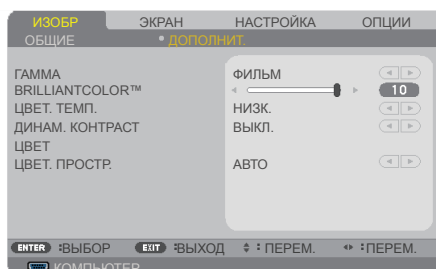 ИЗОБР ЭКРАН НАСТРОЙКА ОПЦИИ
ОБЩИЕ • ДОПОЛНИТ.
ГАММА ФИЛЬМ
BRILLIANTCOLOR™ 10
ЦВЕТ. ТЕМП. НИЗК.
ДИНАМ. КОНТРАСТ ВЫКЛ.
ЦВЕТ
ЦВЕТ. ПРОСТР. АВТО
ENTER :ВЫБОР EXIT :ВЫХОД : ПЕРЕМ. : ПЕРЕМ.
КОМПЬЮТЕР